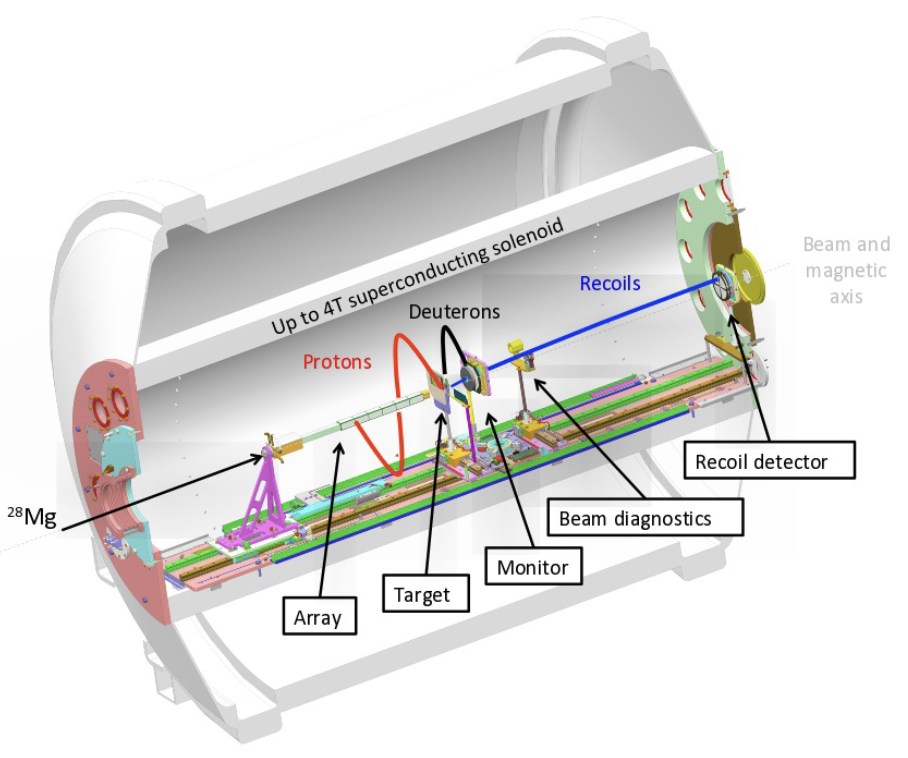 Up to 4T superconducting solenoid
Beam and
magnetic
axis
Recoils
Deuterons
Protons
²⁸Mg
Recoil detector
Beam diagnostics
Monitor
Target
Array